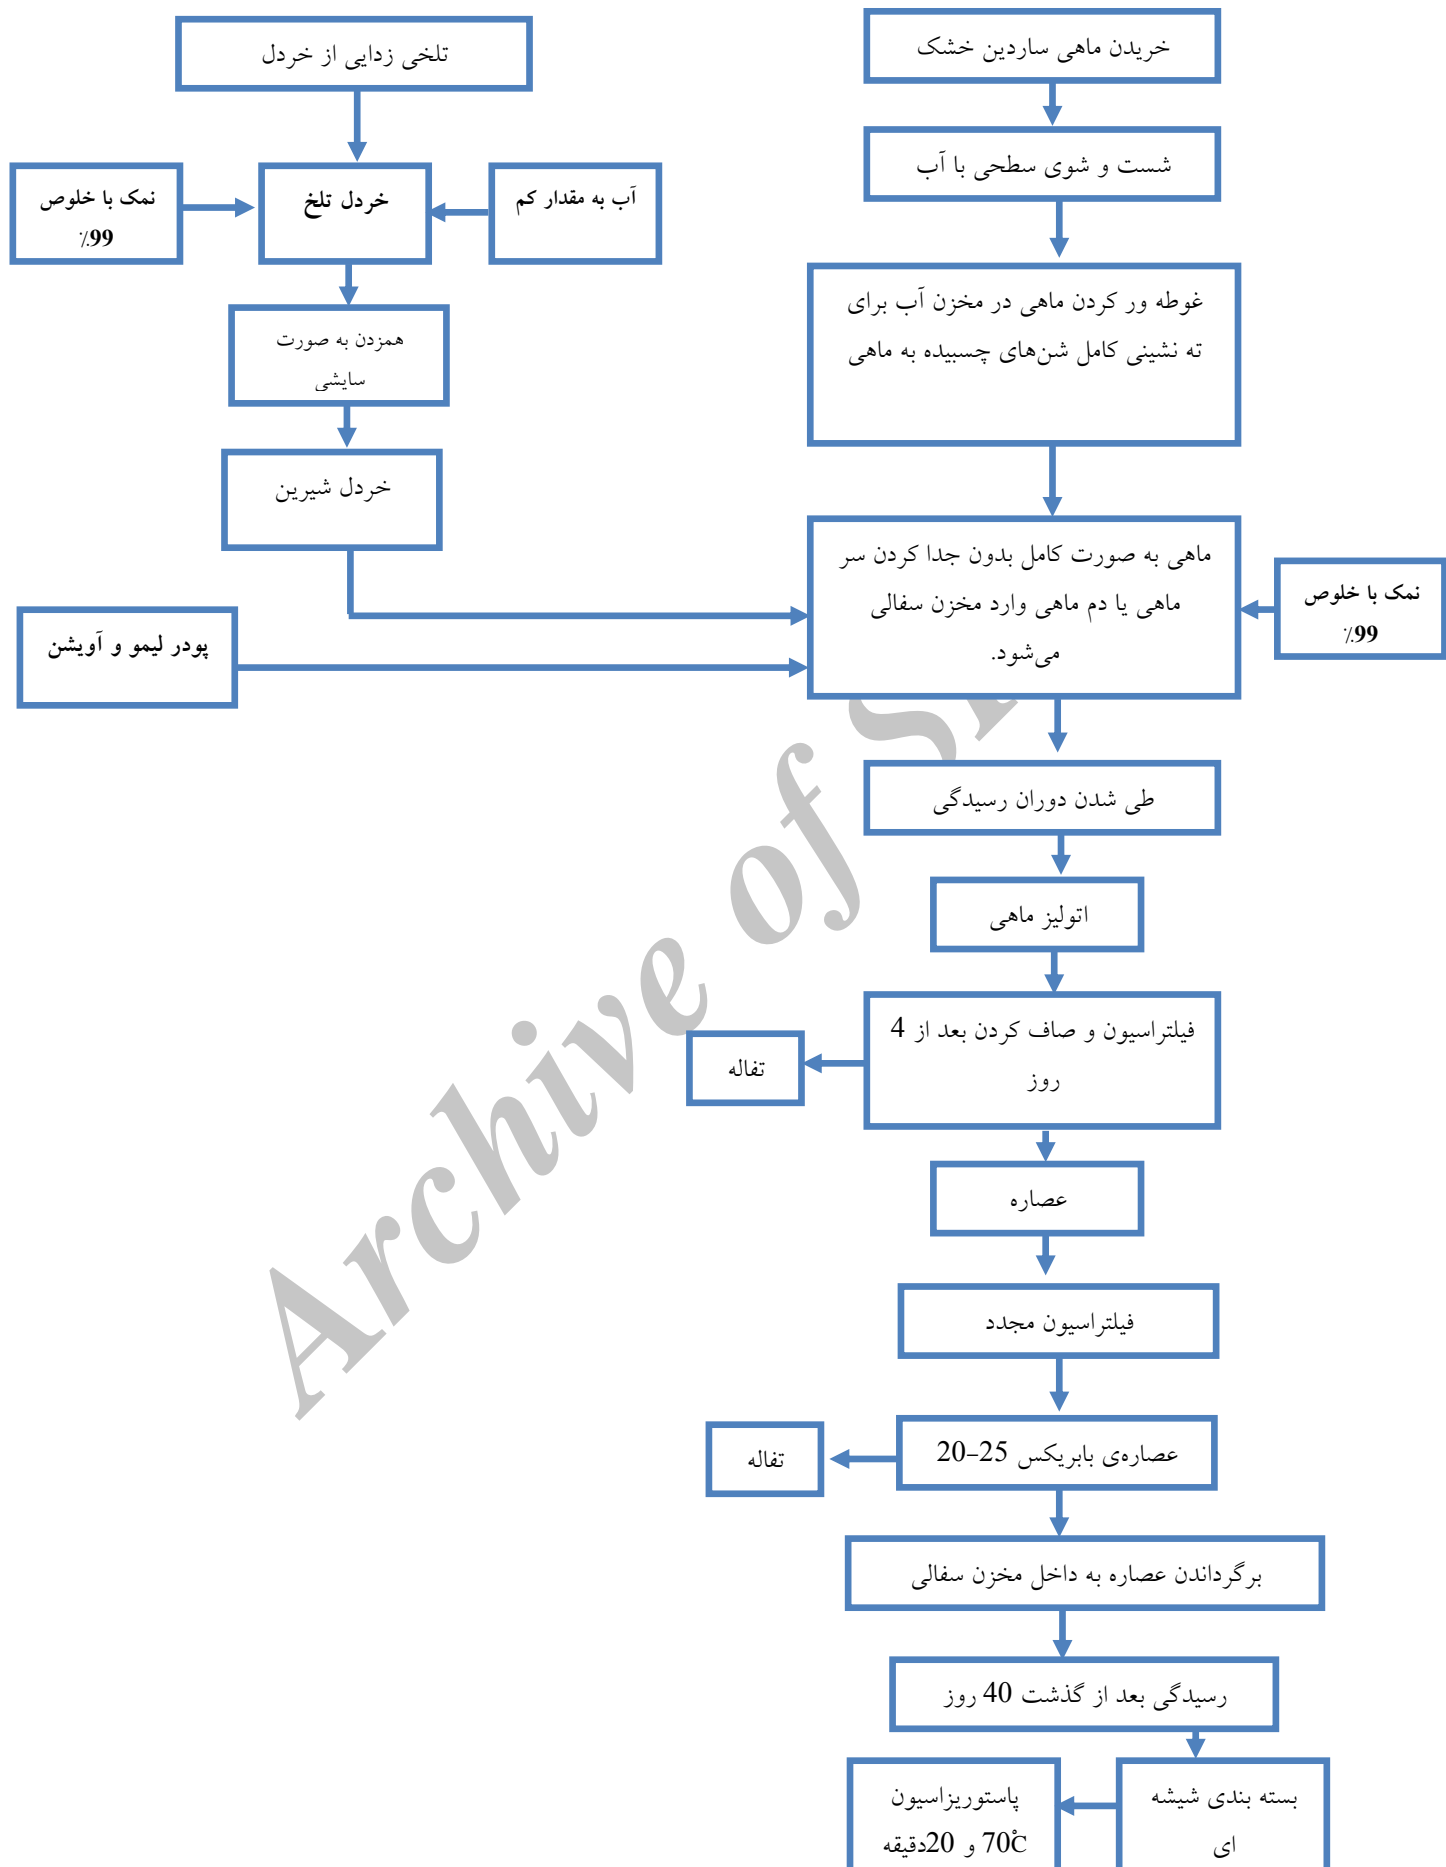 خریدن ماهی ساردین خشک
تلخی زدایی از خردل
شست و شوی سطحی با آب
آب به مقدار کم
خردل تلخ
نمک با خلوص
99٪
غوطه ور کردن ماهی در مخزن آب برای
ته نشینی کامل شن‌های چسبیده به ماهی
همزدن به صورت
سایشی
خردل شیرین
نمک با خلوص
99٪
ماهی به صورت کامل بدون جدا کردن سر
ماهی یا دم ماهی وارد مخزن سفالی
می‌شود.
پودر لیمو و آویشن
طی شدن دوران رسیدگی
اتولیز ماهی
فیلتراسیون و صاف کردن بعد از 4
روز
تفاله
عصاره
فیلتراسیون مجدد
عصاره‌ی بابریکس 25-20
تفاله
برگرداندن عصاره به داخل مخزن سفالی
رسیدگی بعد از گذشت 40 روز
بسته بندی شیشه
ای
پاستوریزاسیون
70°C و 20دقیقه
Archive of